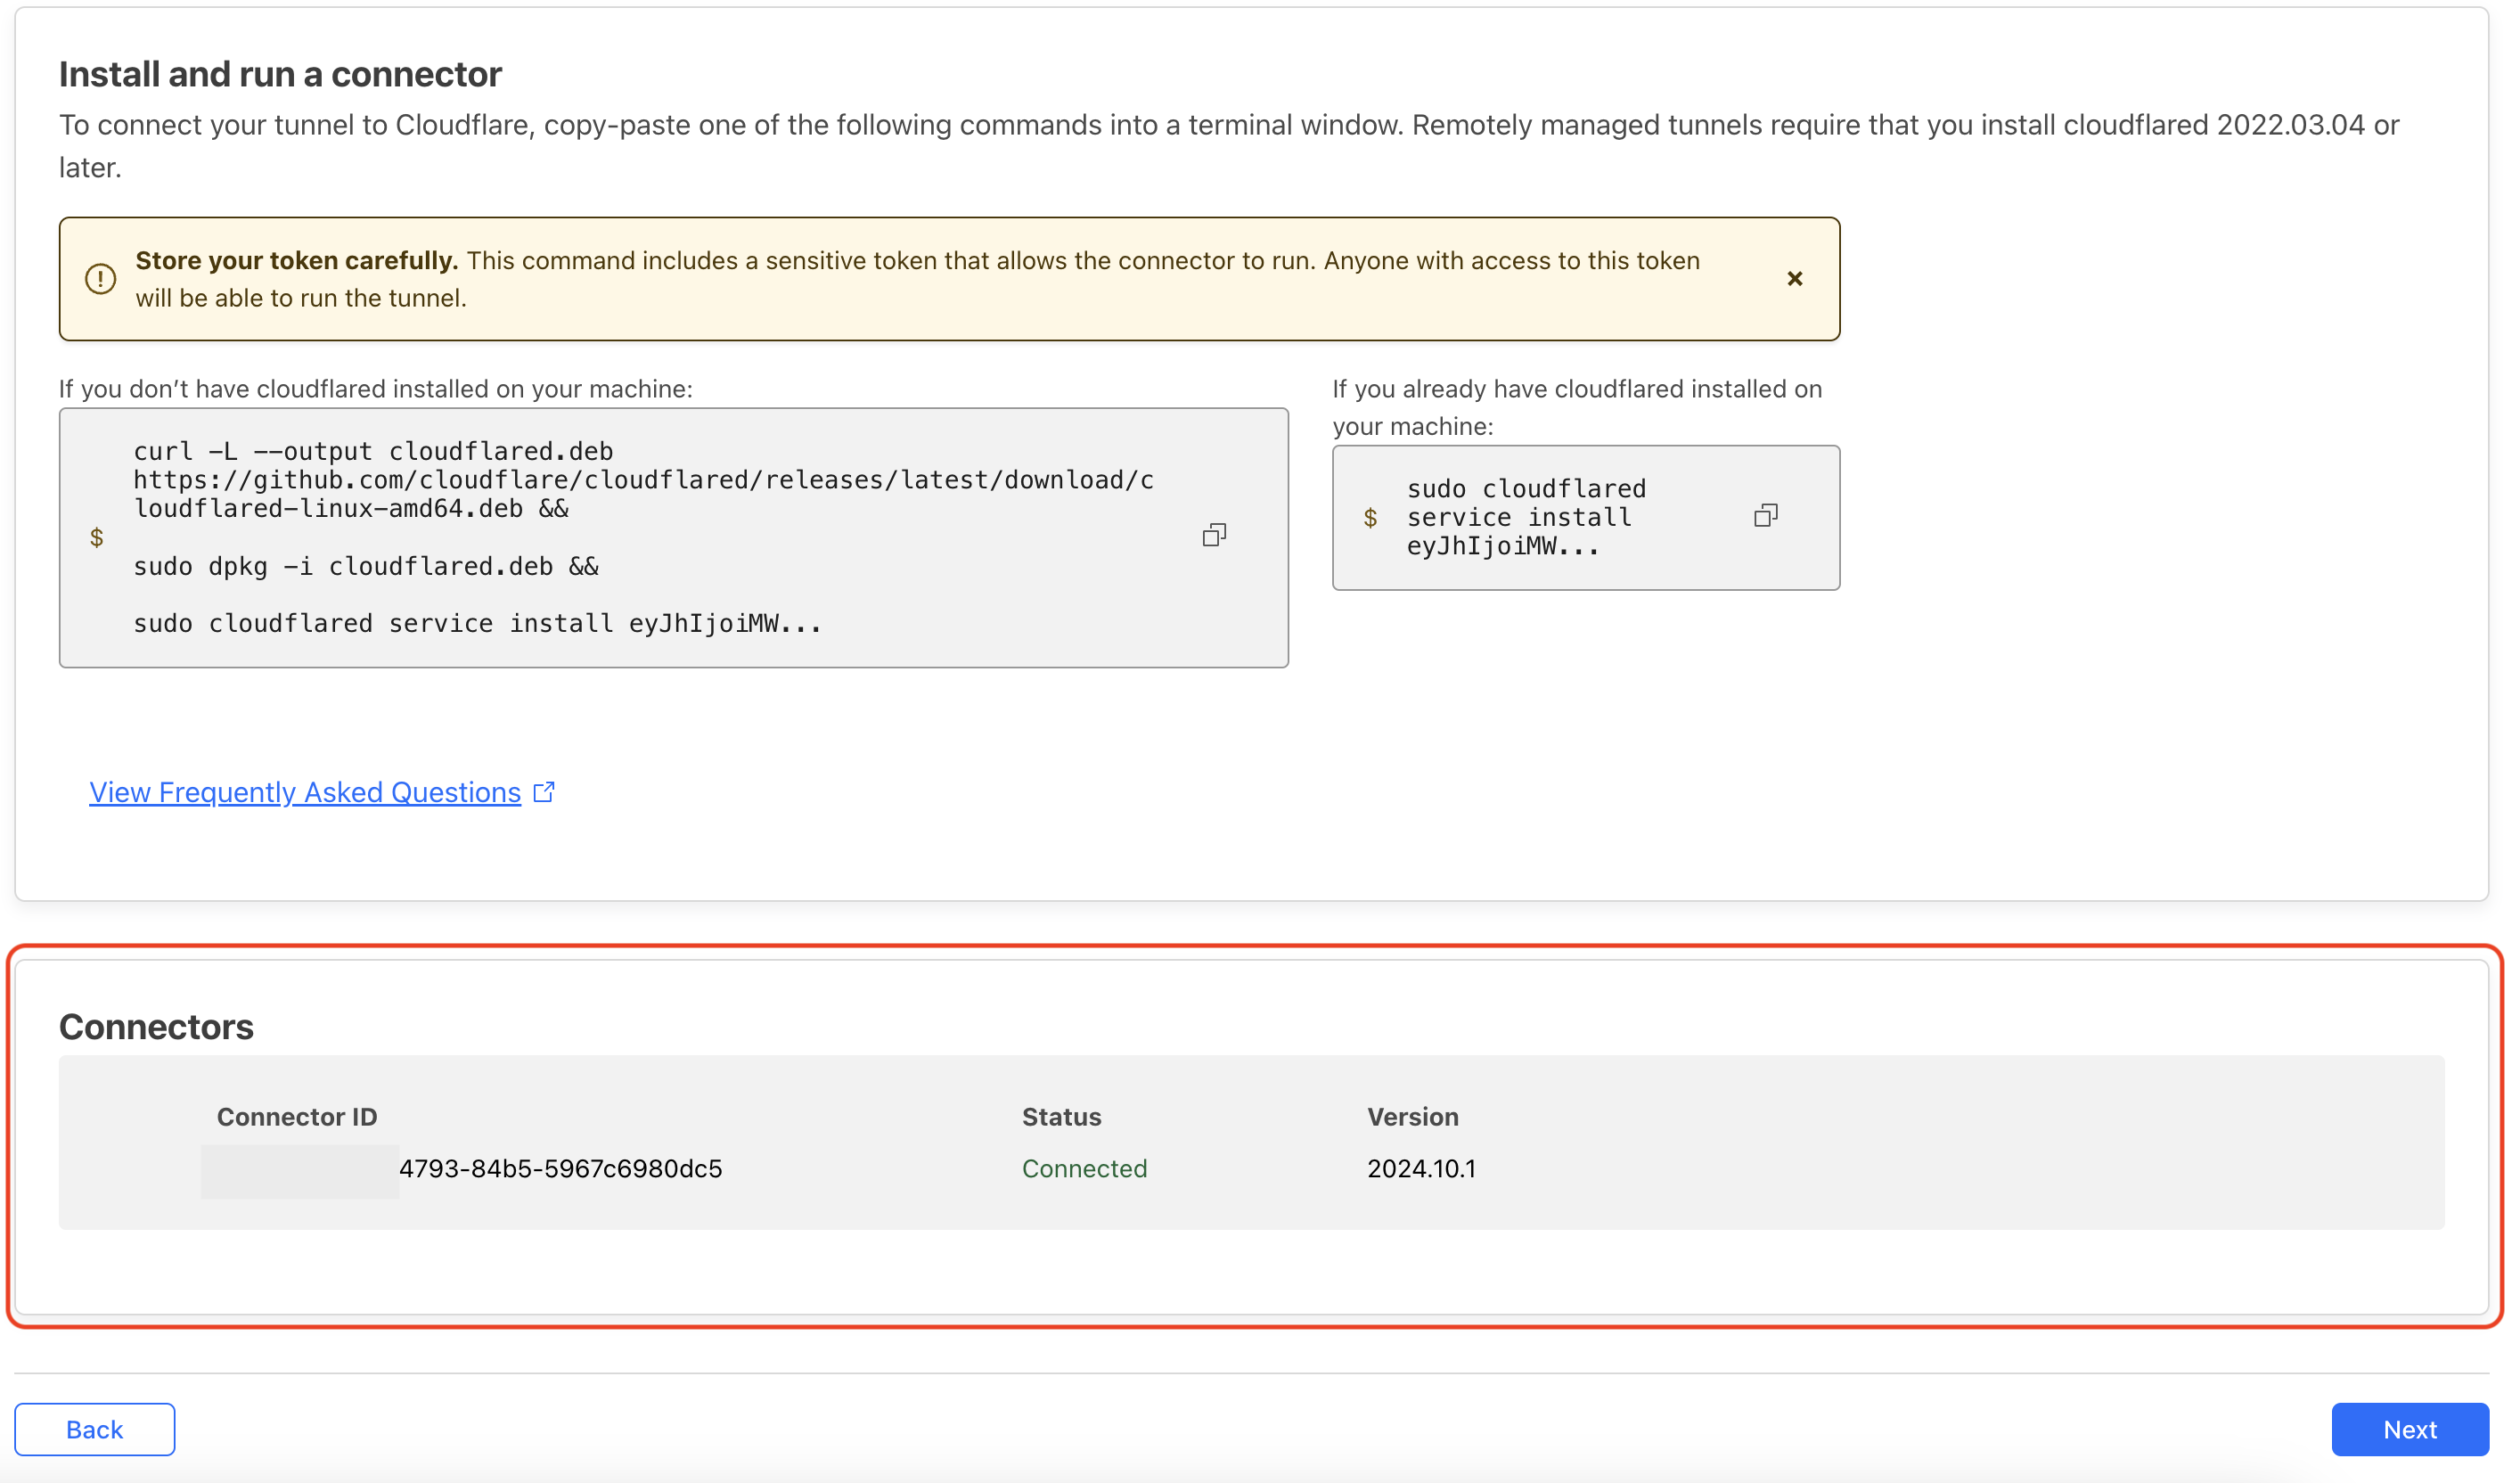 Install and run a connector
To connect your tunnel to Cloudflare, copy-paste one of the following commands into a terminal window. Remotely managed tunnels require that you install cloudflared 2022.03.04 or
later.
Store your token carefully. This command includes a sensitive token that allows the connector to run. Anyone with access to this token
will be able to run the tunnel.
If you don’t have cloudflared installed on your machine:
$
curl -L --output cloudflared.deb
https://github.com/cloudflare/cloudflared/releases/latest/download/c
loudflared-linux-amd64.deb &&
sudo dpkg -i cloudflared.deb &&
sudo cloudflared service install eyJhIjoiMW...
If you already have cloudflared installed on
your machine:
$
sudo cloudflared
service install
eyJhIjoiMW...
View Frequently Asked Questions
Connectors
Connector ID Status Version
4793-84b5-5967c6980dc5 Connected 2024.10.1
Back Next